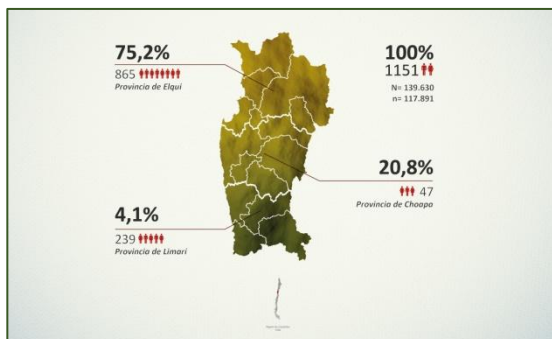 75,2%
865
Provincia de Elqui
100%
1151
N= 139.630
n= 117.891
20,8%
47
Provincia de Choapa
4,1%
239
Provincia de Limarí